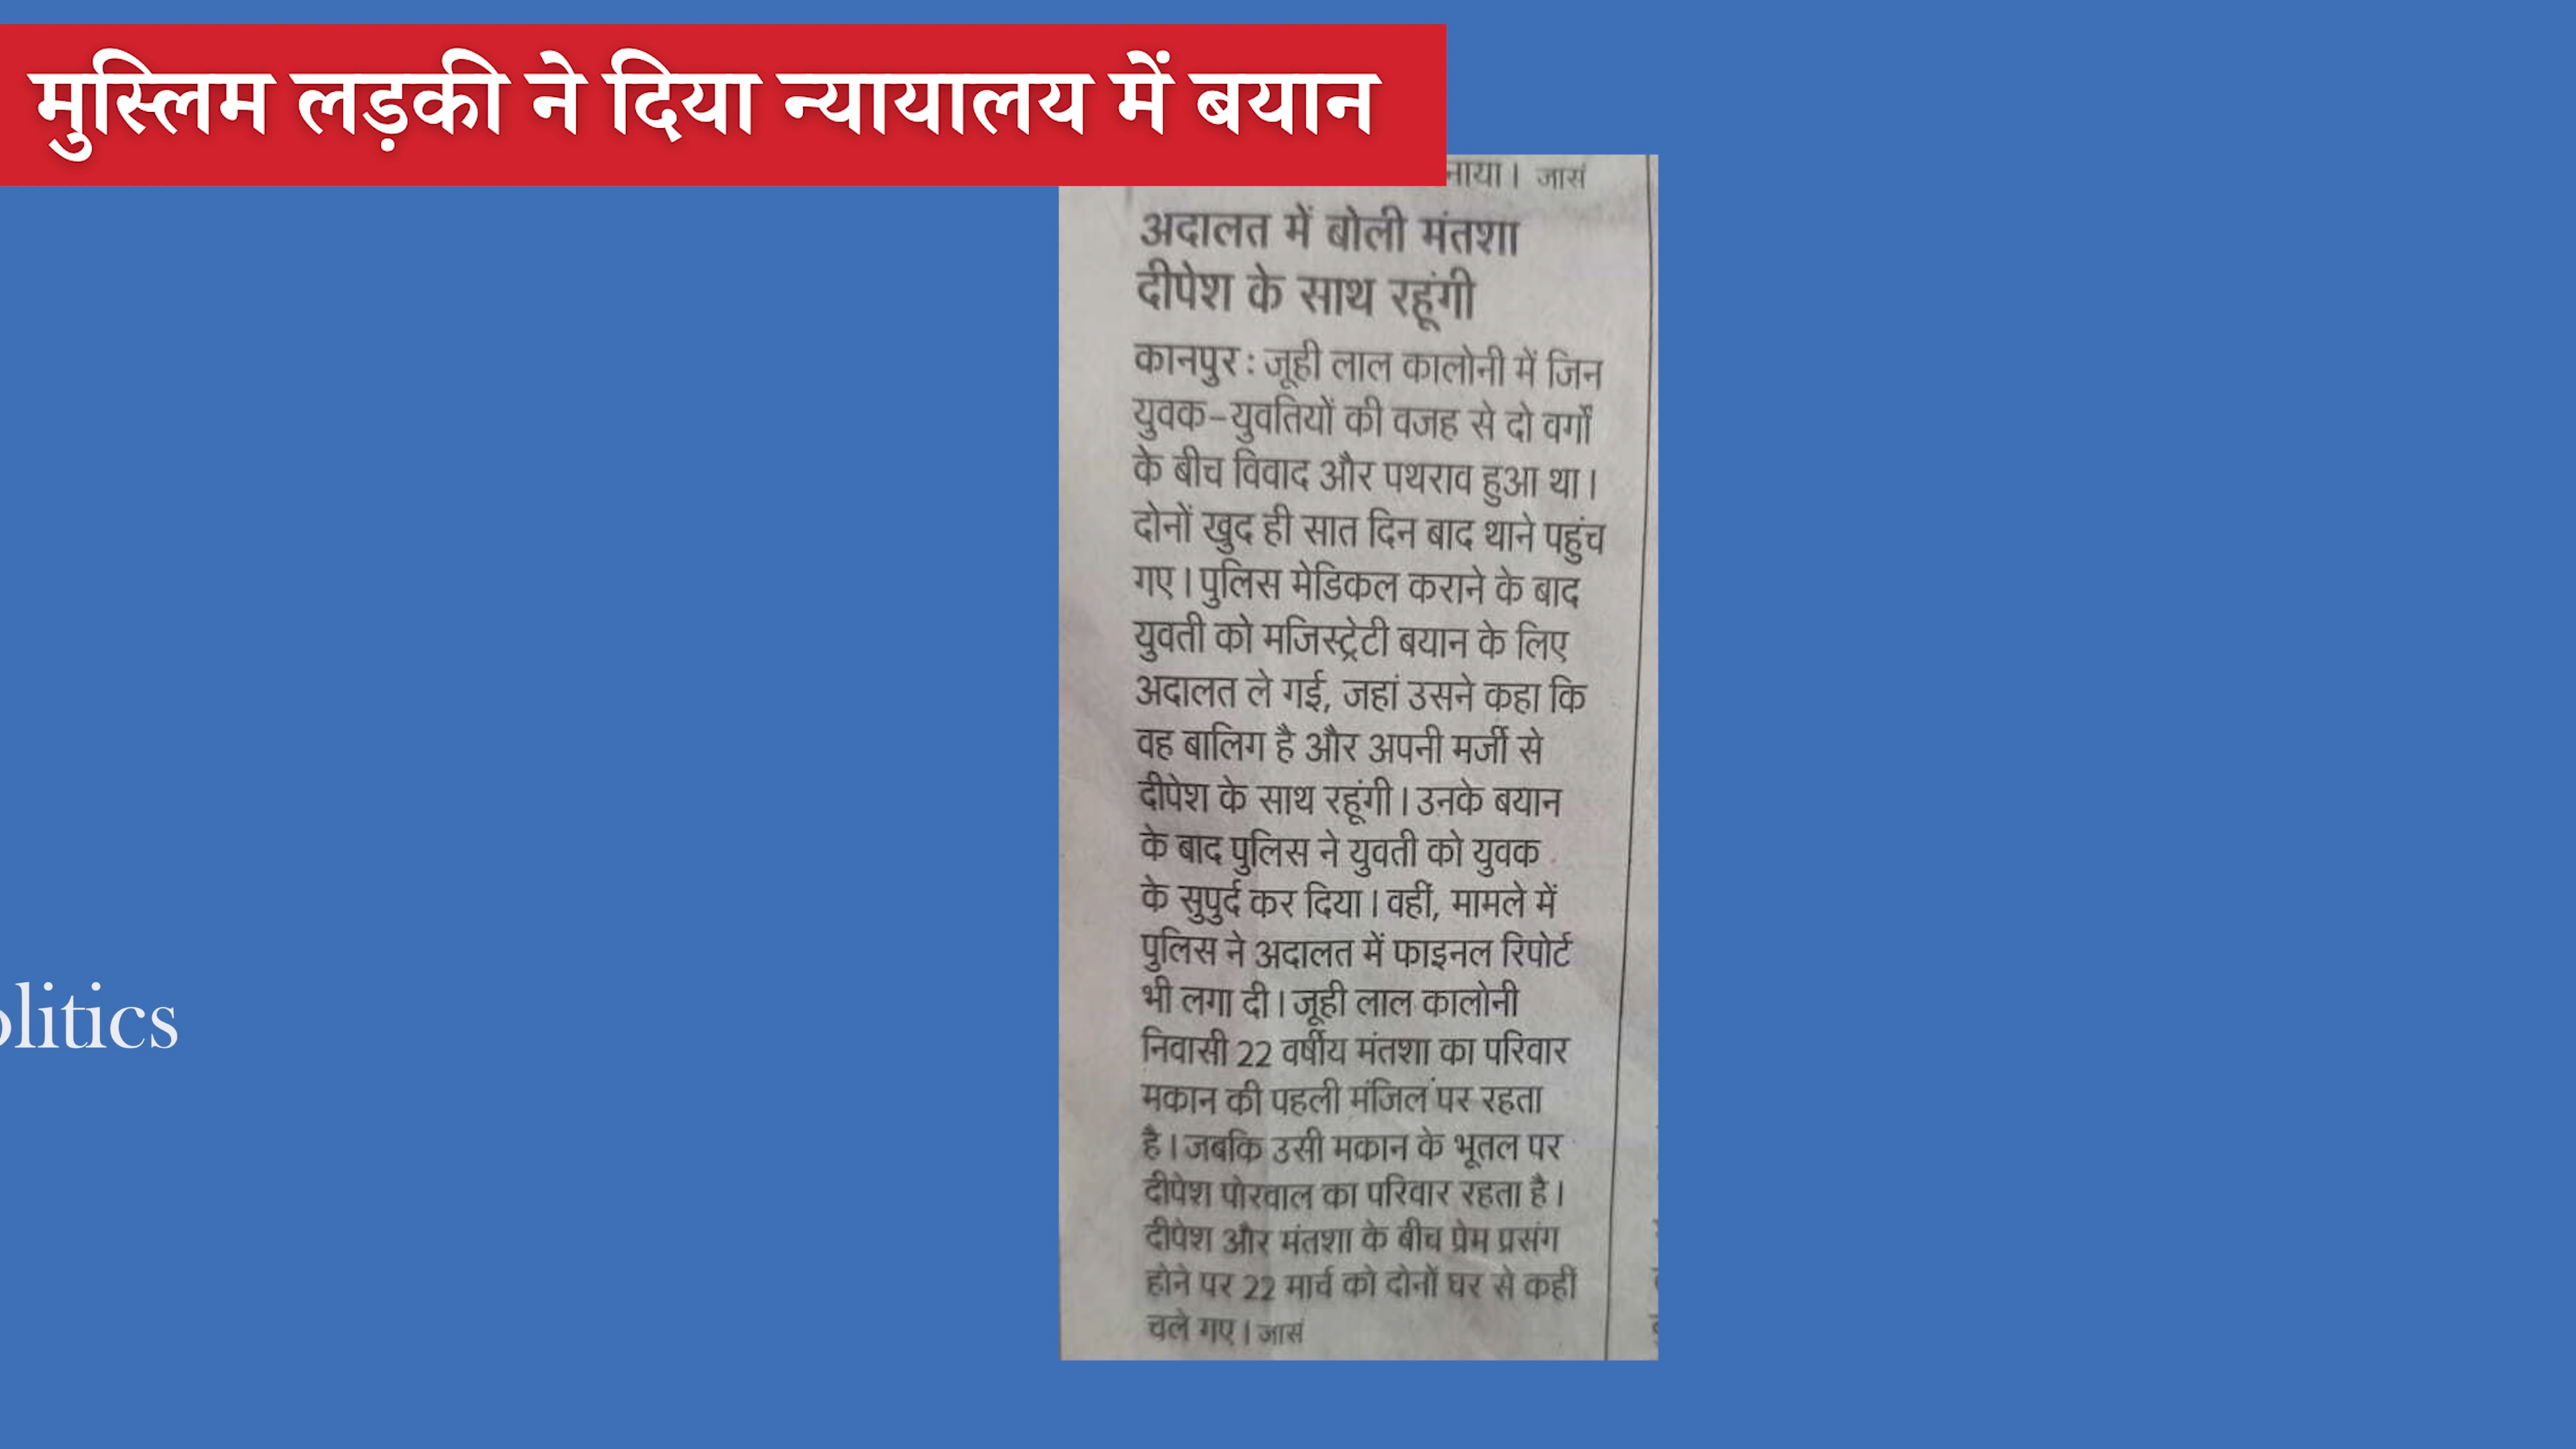 मुस्लिम लड़की ने दिया न्यायालय में बयान
नाया। जासं
अदालत में बोली मंतशा
दीपेश के साथ रहूंगी
कानपुर : जूही लाल कालोनी में जिन
युवक-युवतियों की वजह से दो वर्गों
के बीच विवाद और पथराव हुआ था।
दोनों खुद ही सात दिन बाद थाने पहुंच
गए। पुलिस मेडिकल कराने के बाद
युवती को मजिस्ट्रेटी बयान के लिए
अदालत ले गई, जहां उसने कहा कि
वह बालिग है और अपनी मर्जी से
दीपेश के साथ रहूंगी। उनके बयान
के बाद पुलिस ने युवती को युवक
के सुपुर्द कर दिया। वहीं, मामले में
पुलिस ने अदालत में फाइनल रिपोर्ट
भी लगा दी। जूही लाल कालोनी
निवासी 22 वर्षीय मंतशा का परिवार
मकान की पहली मंजिल पर रहता
है। जबकि उसी मकान के भूतल पर
दीपेश पोरवाल का परिवार रहता है।
दीपेश और मंतशा के बीच प्रेम प्रसंग
होने पर 22 मार्च को दोनों घर से कहीं
चले गए। जासं
olitics